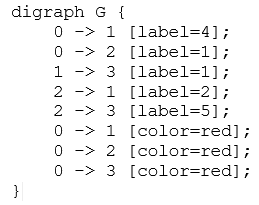 digraph G {
    0 -> 1 [label=4];
    0 -> 2 [label=1];
    1 -> 3 [label=1];
    2 -> 1 [label=2];
    2 -> 3 [label=5];
    0 -> 1 [color=red];
    0 -> 2 [color=red];
    0 -> 3 [color=red];
}